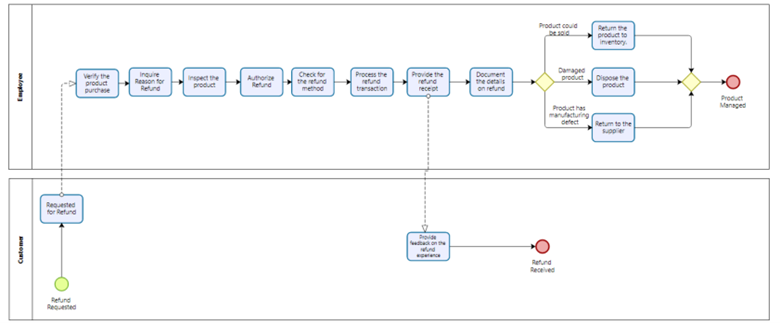 Employee
Verify the
product
purchase
Inquire
Reason for
Refund
Inspect the
product
Authorize
Refund
Check for
the refund
method
Process the
refund
transaction
Provide the
refund
receipt
Document
the details
on refund
Product could
be sold
Return the
product to
inventory.
Damaged
product
Dispose the
product
Product has
manufacturing
defect
Return to the
supplier
Product
Managed
Customer
Requested
for Refund
Refund
Requested
Provide
feedback on the
refund
experience
Refund
Received